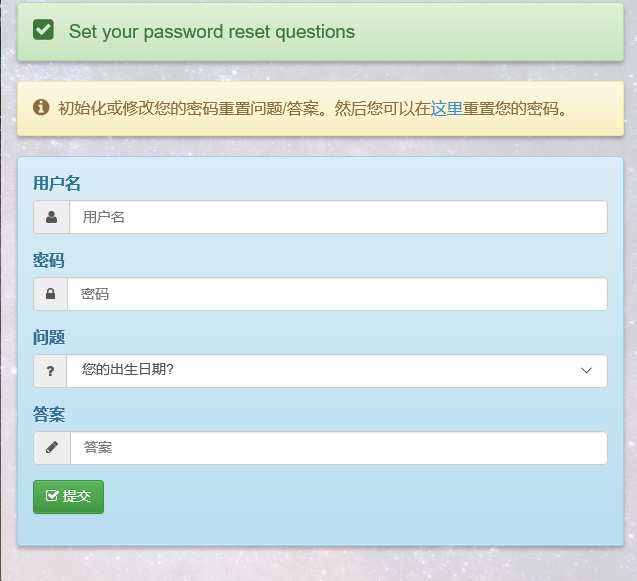 Set your password reset questions
初始化或修改您的密码重置问题/答案。然后您可以在这里重置您的密码。
用户名
用户名
密码
密码
问题
?
您的出生日期?
答案
答案
提交